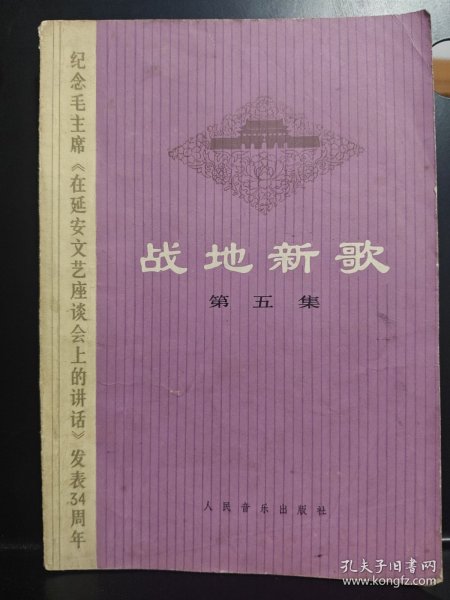 纪念毛主席《在延安文艺座谈会上的讲话》发表34周年
战地新歌
第五集
人民音乐出版社
孔夫子旧书网
www.kongfz.com